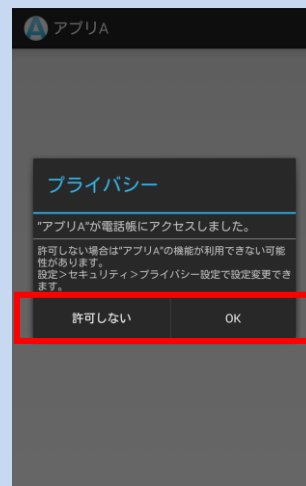 アプリA
プライバシー
"アプリA"が電話帳にアクセスしました。
許可しない場合は"アプリA"の機能が利用できない可能
性があります。
設定＞セキュリティ＞プライバシー設定で設定変更でき
ます。
許可しない
OK